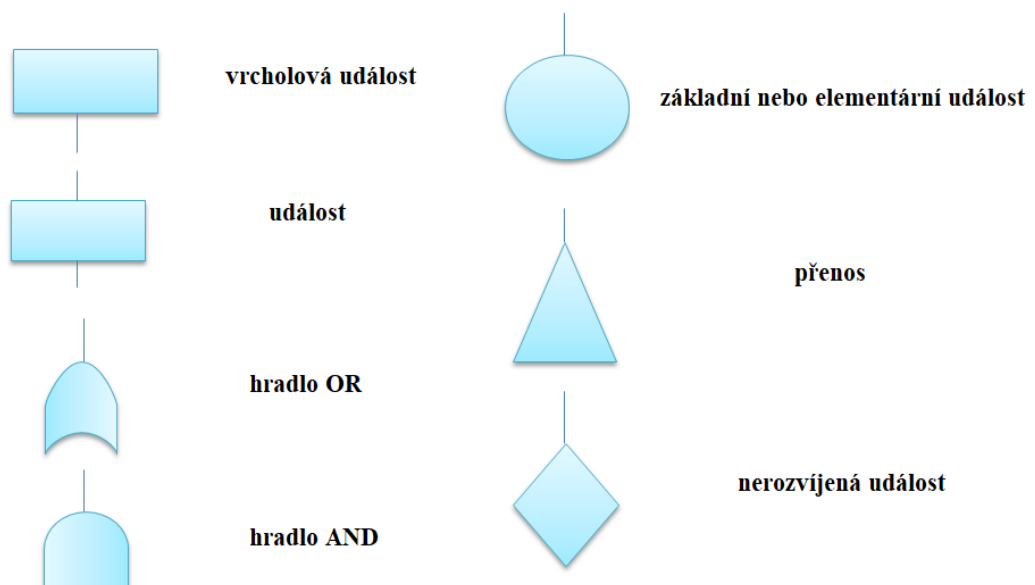 vrcholová událost
událost
hradlo OR
hradlo AND
základní nebo elementární událost
přenos
nerozvíjená událost